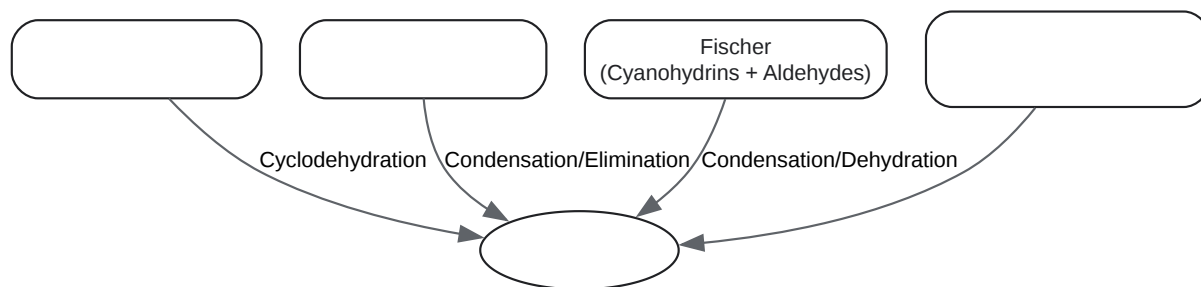 Fischer
(Cyanohydrins + Aldehydes)
Cyclodehydration
Condensation/Elimination
Condensation/Dehydration